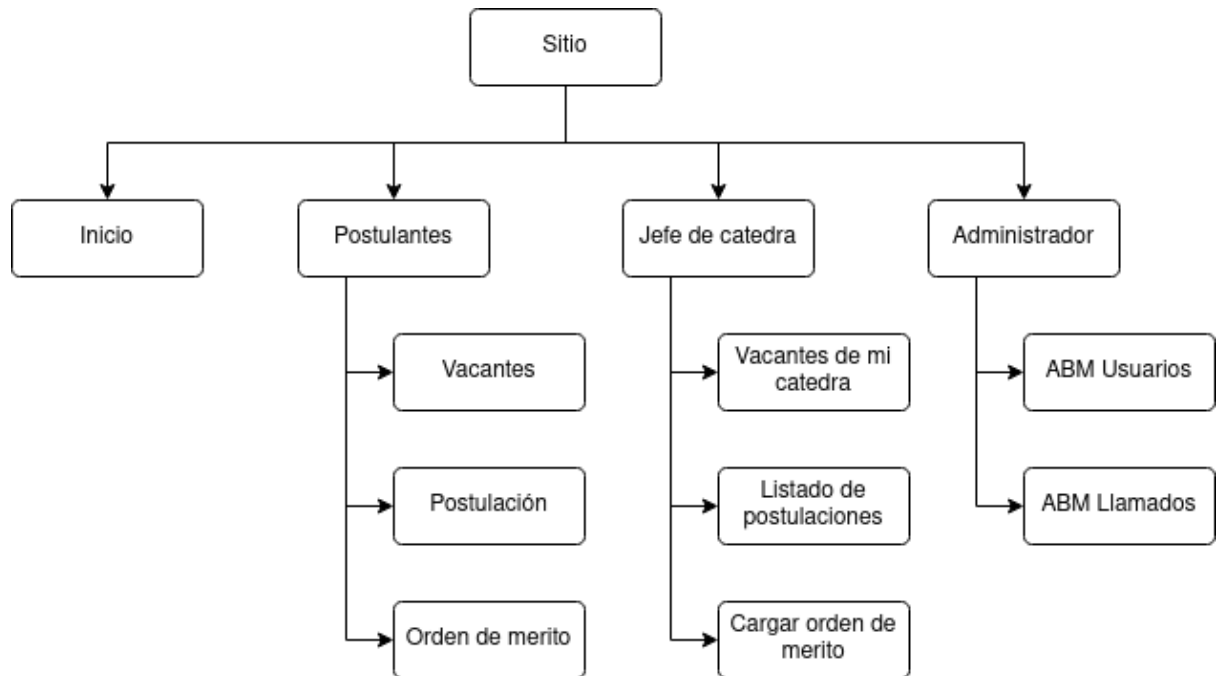 Sitio
Inicio
Postulantes
Jefe de catedra
Administrador
Vacantes
Vacantes de mi
catedra
ABM Usuarios
Postulación
Listado de
postulaciones
ABM Llamados
Orden de merito
Cargar orden de
merito